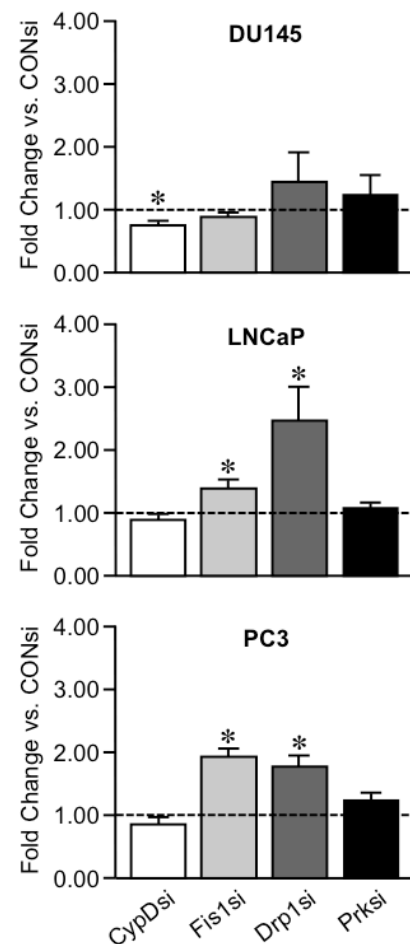 DU145
Fold Change vs. CONsi
4.00
3.00
2.00
1.00
0.00
*
LNCaP
Fold Change vs. CONsi
4.00
3.00
2.00
1.00
0.00
*
*
PC3
Fold Change vs. CONsi
4.00
3.00
2.00
1.00
0.00
*
*
CypDsi
Fis1si
Drp1si
Prksi